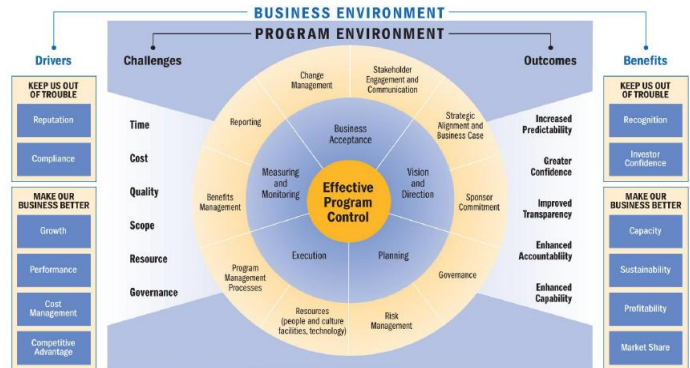 BUSINESS ENVIRONMENT
PROGRAM ENVIRONMENT
Drivers
KEEP US OUT
OF TROUBLE
Reputation
Compliance
MAKE OUR
BUSINESS BETTER
Growth
Performance
Cost
Management
Competitive
Advantage
Challenges
Time
Cost
Quality
Scope
Resource
Governance
Change
Management
Stakeholder
Engagement and
Communication
Reporting
Strategic
Alignment and
Business Case
Business
Acceptance
Measuring
and
Monitoring
Vision
and
Direction
Benefits
Management
Effective
Program
Control
Sponsor
Commitment
Execution
Planning
Program
Management
Processes
Governance
Resources
(people and culture
facilities, technology)
Risk
Management
Outcomes
Increased
Predictability
Greater
Confidence
Improved
Transparency
Enhanced
Accountability
Enhanced
Capability
Benefits
KEEP US OUT
OF TROUBLE
Recognition
Investor
Confidence
MAKE OUR
BUSINESS BETTER
Capacity
Sustainability
Profitability
Market Share